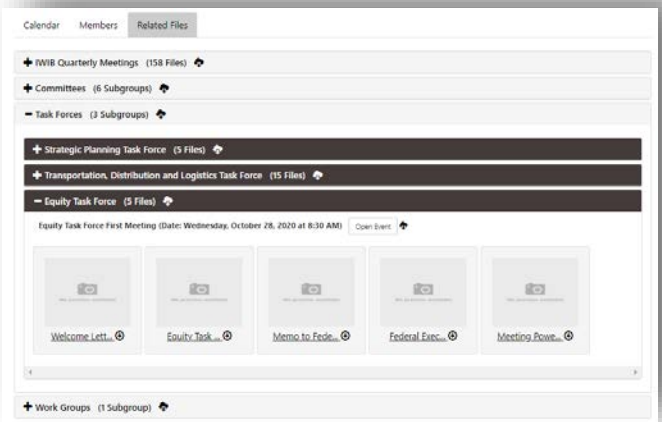 Calendar Members Related Files
IWIB Quarterly Meetings (158 Files)
Committees (6 Subgroups)
Task Forces (3 Subgroups)
Strategic Planning Task Force (5 Files)
Transportation, Distribution and Logistics Task Force (15 Files)
Equity Task Force (5 Files)
Equity Task Force First Meeting (Date: Wednesday, October 28, 2020 at 8:30 AM) Open Event
Welcome Lett... Equity Task ... Memo to Fede... Federal Exec... Meeting Powe...
Work Groups (1 Subgroup)